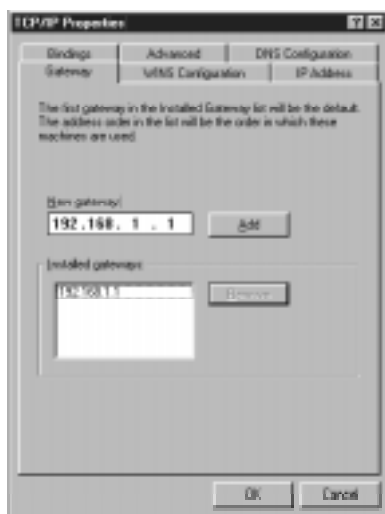 TCP/IP Properties
Bindings Advanced DNS Configuration
Gateway WINS Configuration IP Address
The first gateway in the Installed Gateway list will be the default.
The address order in the list will be the order in which these
machines are used.
New gateway:
192.168. 1 . 1 Add
Installed gateways:
192.168.1.1 Remove
OK Cancel